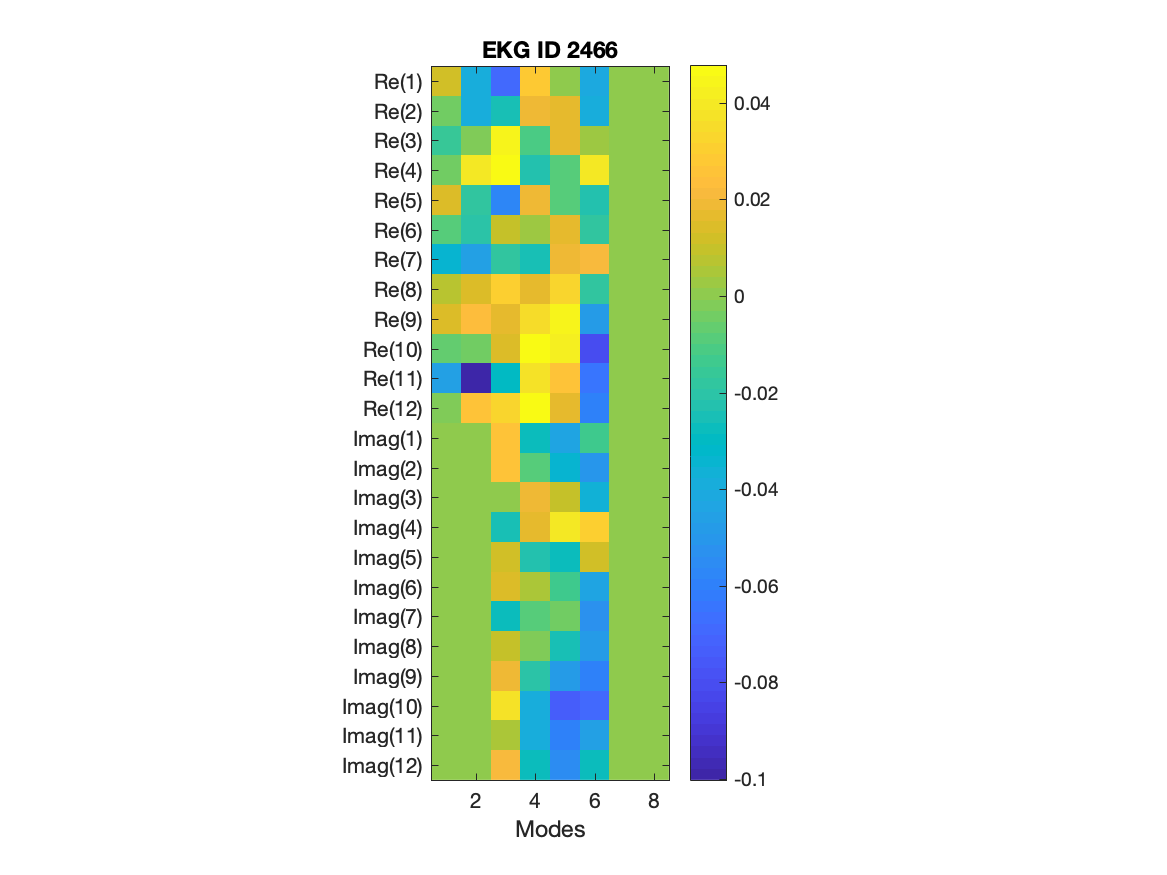 EKG ID 2466
Re(1)
Re(2)
Re(3)
Re(4)
Re(5)
Re(6)
Re(7)
Re(8)
Re(9)
Re(10)
Re(11)
Re(12)
Imag(1)
Imag(2)
Imag(3)
Imag(4)
Imag(5)
Imag(6)
Imag(7)
Imag(8)
Imag(9)
Imag(10)
Imag(11)
Imag(12)
2 4 6 8
Modes
0.04
0.02
0
-0.02
-0.04
-0.06
-0.08
-0.1